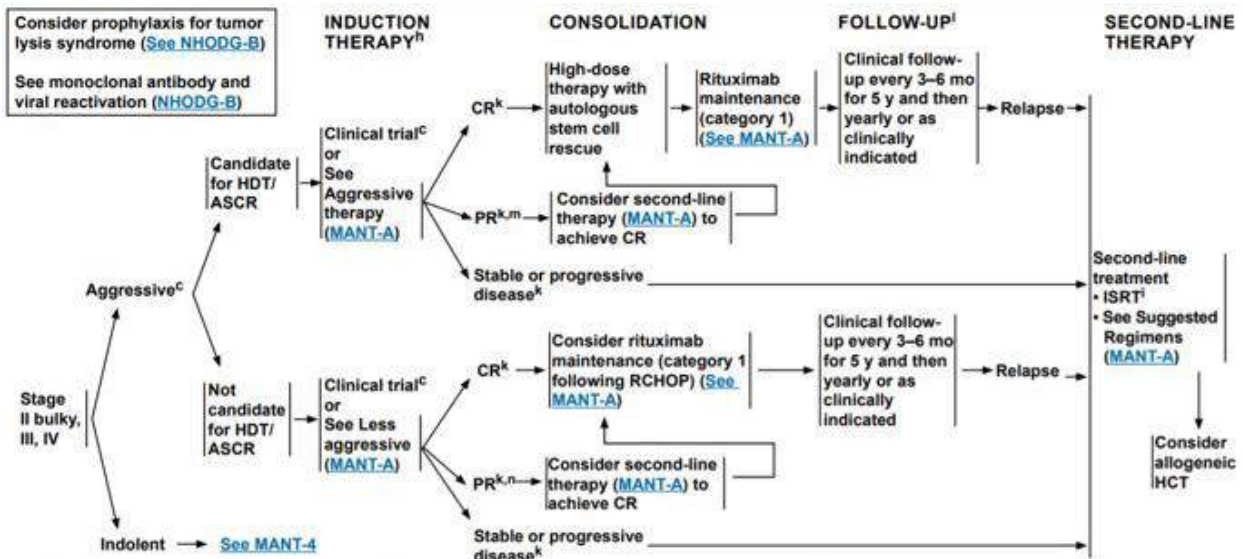 Consider prophylaxis for tumor
lysis syndrome (See NHODG-B)
See monoclonal antibody and
viral reactivation (NHODG-B)
INDUCTION
THERAPYʰ
CONSOLIDATION
FOLLOW-UPˡ
SECOND-LINE
THERAPY
Stage
II bulky,
III, IV
Aggressiveᶜ
Candidate
for HDT/
ASCR
Clinical trialᶜ
or
See
Aggressive
therapy
(MANT-A)
CRᵏ
High-dose
therapy with
autologous
stem cell
rescue
Rituximab
maintenance
(category 1)
(See MANT-A)
Clinical follow-
up every 3–6 mo
for 5 y and then
yearly or as
clinically
indicated
Relapse
PRᵏ,ᵐ
Consider second-line
therapy (MANT-A) to
achieve CR
Stable or progressive
diseaseᵏ
Not
candidate
for HDT/
ASCR
Clinical trialᶜ
or
See Less
aggressive
(MANT-A)
CRᵏ
Consider rituximab
maintenance (category 1
following RCHOP) (See
MANT-A)
Clinical follow-
up every 3–6 mo
for 5 y and then
yearly or as
clinically
indicated
Relapse
PRᵏ,ⁿ
Consider second-line
therapy (MANT-A) to
achieve CR
Stable or progressive
diseaseᵏ
Second-line
treatment
• ISRTⁱ
• See Suggested
Regimens
(MANT-A)
Consider
allogeneic
HCT
Indolent
See MANT-4